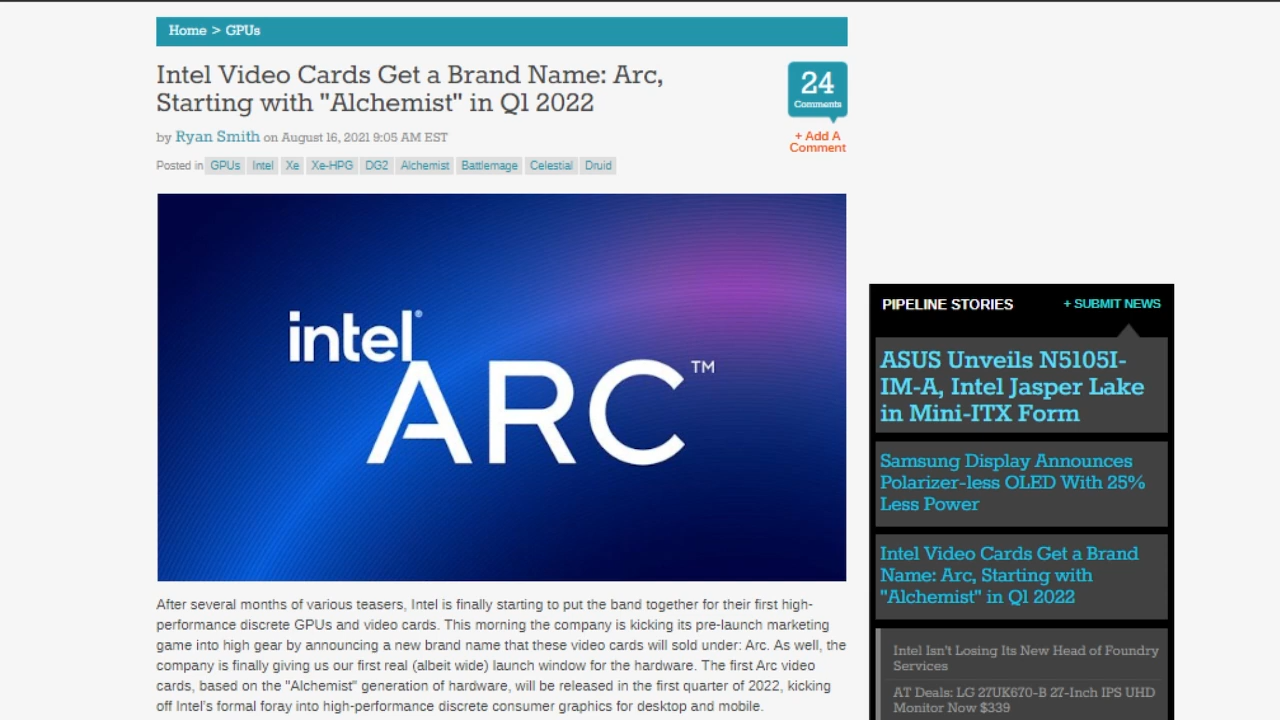 Home > GPUs
Intel Video Cards Get a Brand Name: Arc,
Starting with "Alchemist" in Q1 2022
24
Comments
+ Add A
Comment
by Ryan Smith on August 16, 2021 9:05 AM EST
Posted in GPUs Intel Xe Xe-HPG DG2 Alchemist Battlemage Celestial Druid
intel®
ARC™
After several months of various teasers, Intel is finally starting to put the band together for their first high-
performance discrete GPUs and video cards. This morning the company is kicking its pre-launch marketing
game into high gear by announcing a new brand name that these video cards will sold under: Arc. As well, the
company is finally giving us our first real (albeit wide) launch window for the hardware. The first Arc video
cards, based on the "Alchemist" generation of hardware, will be released in the first quarter of 2022, kicking
off Intel's formal foray into high-performance discrete consumer graphics for desktop and mobile.
PIPELINE STORIES
+ SUBMIT NEWS
ASUS Unveils N5105I-
IM-A, Intel Jasper Lake
in Mini-ITX Form
Samsung Display Announces
Polarizer-less OLED With 25%
Less Power
Intel Video Cards Get a Brand
Name: Arc, Starting with
"Alchemist" in Q1 2022
Intel Isn't Losing Its New Head of Foundry
Services
AT Deals: LG 27UK670-B 27-Inch IPS UHD
Monitor Now $339